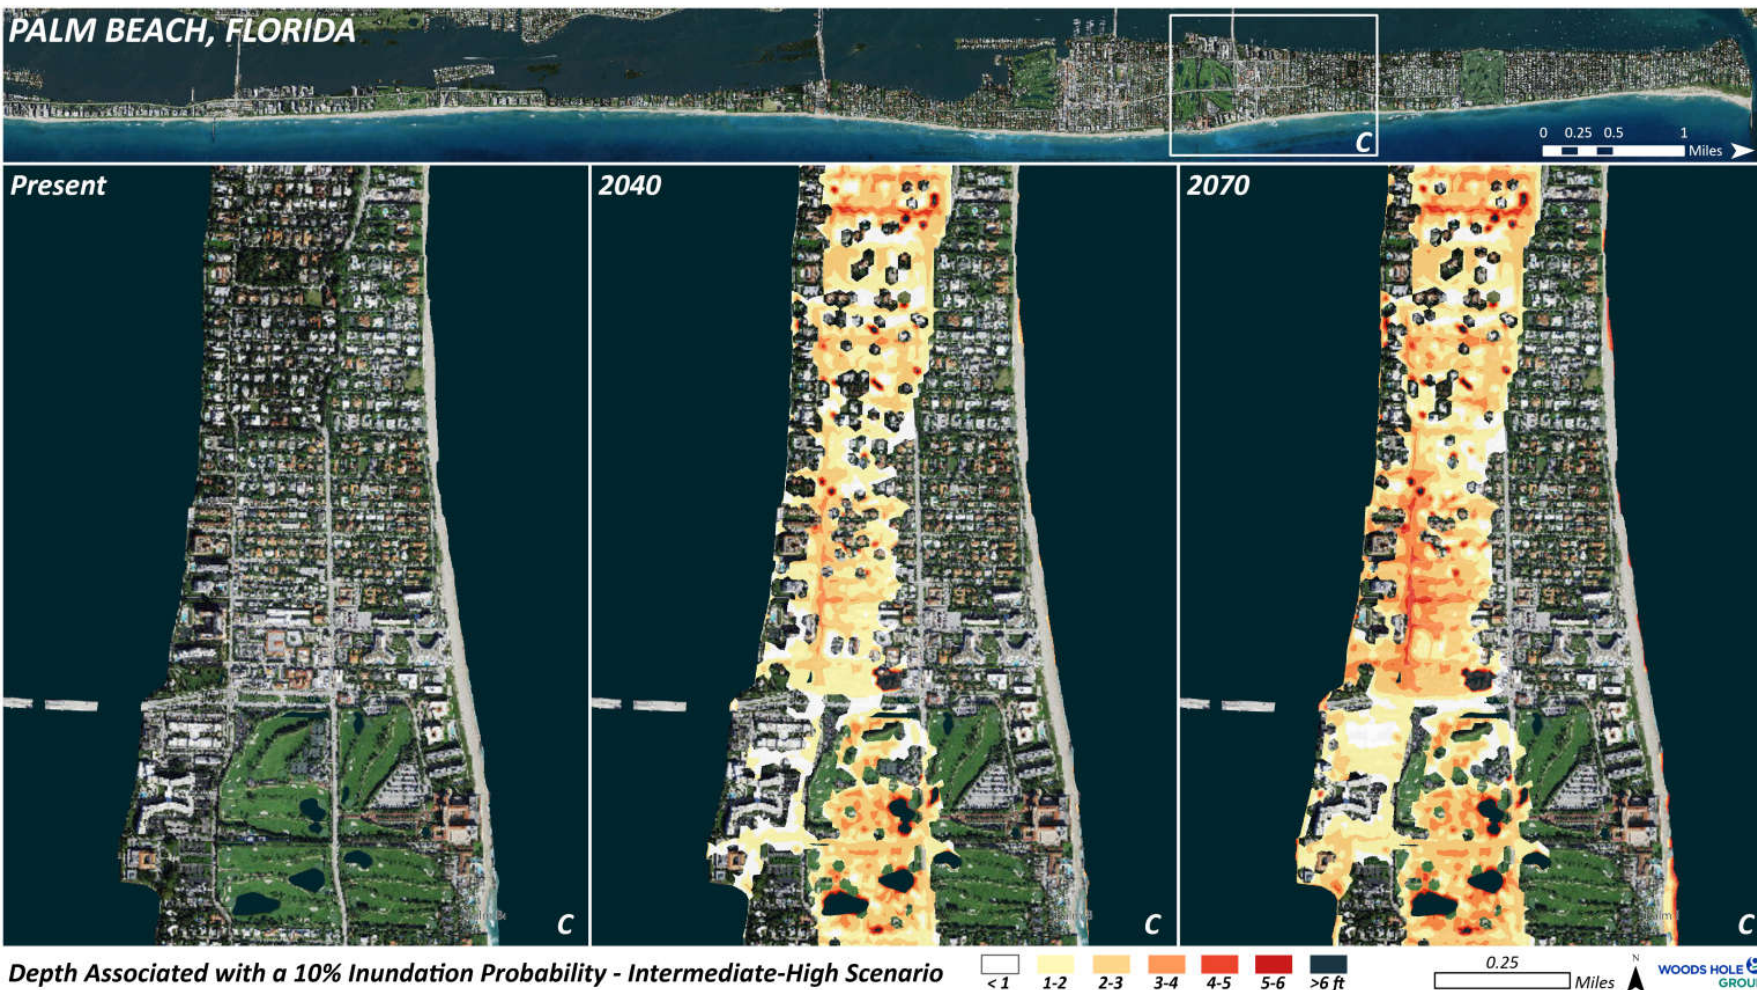 PALM BEACH, FLORIDA
C
0 0.25 0.5 1
Miles
Present
2040
2070
C
C
C
Depth Associated with a 10% Inundation Probability - Intermediate-High Scenario
< 1 1-2 2-3 3-4 4-5 5-6 >6 ft
0.25
Miles
N
WOODS HOLE
GROU